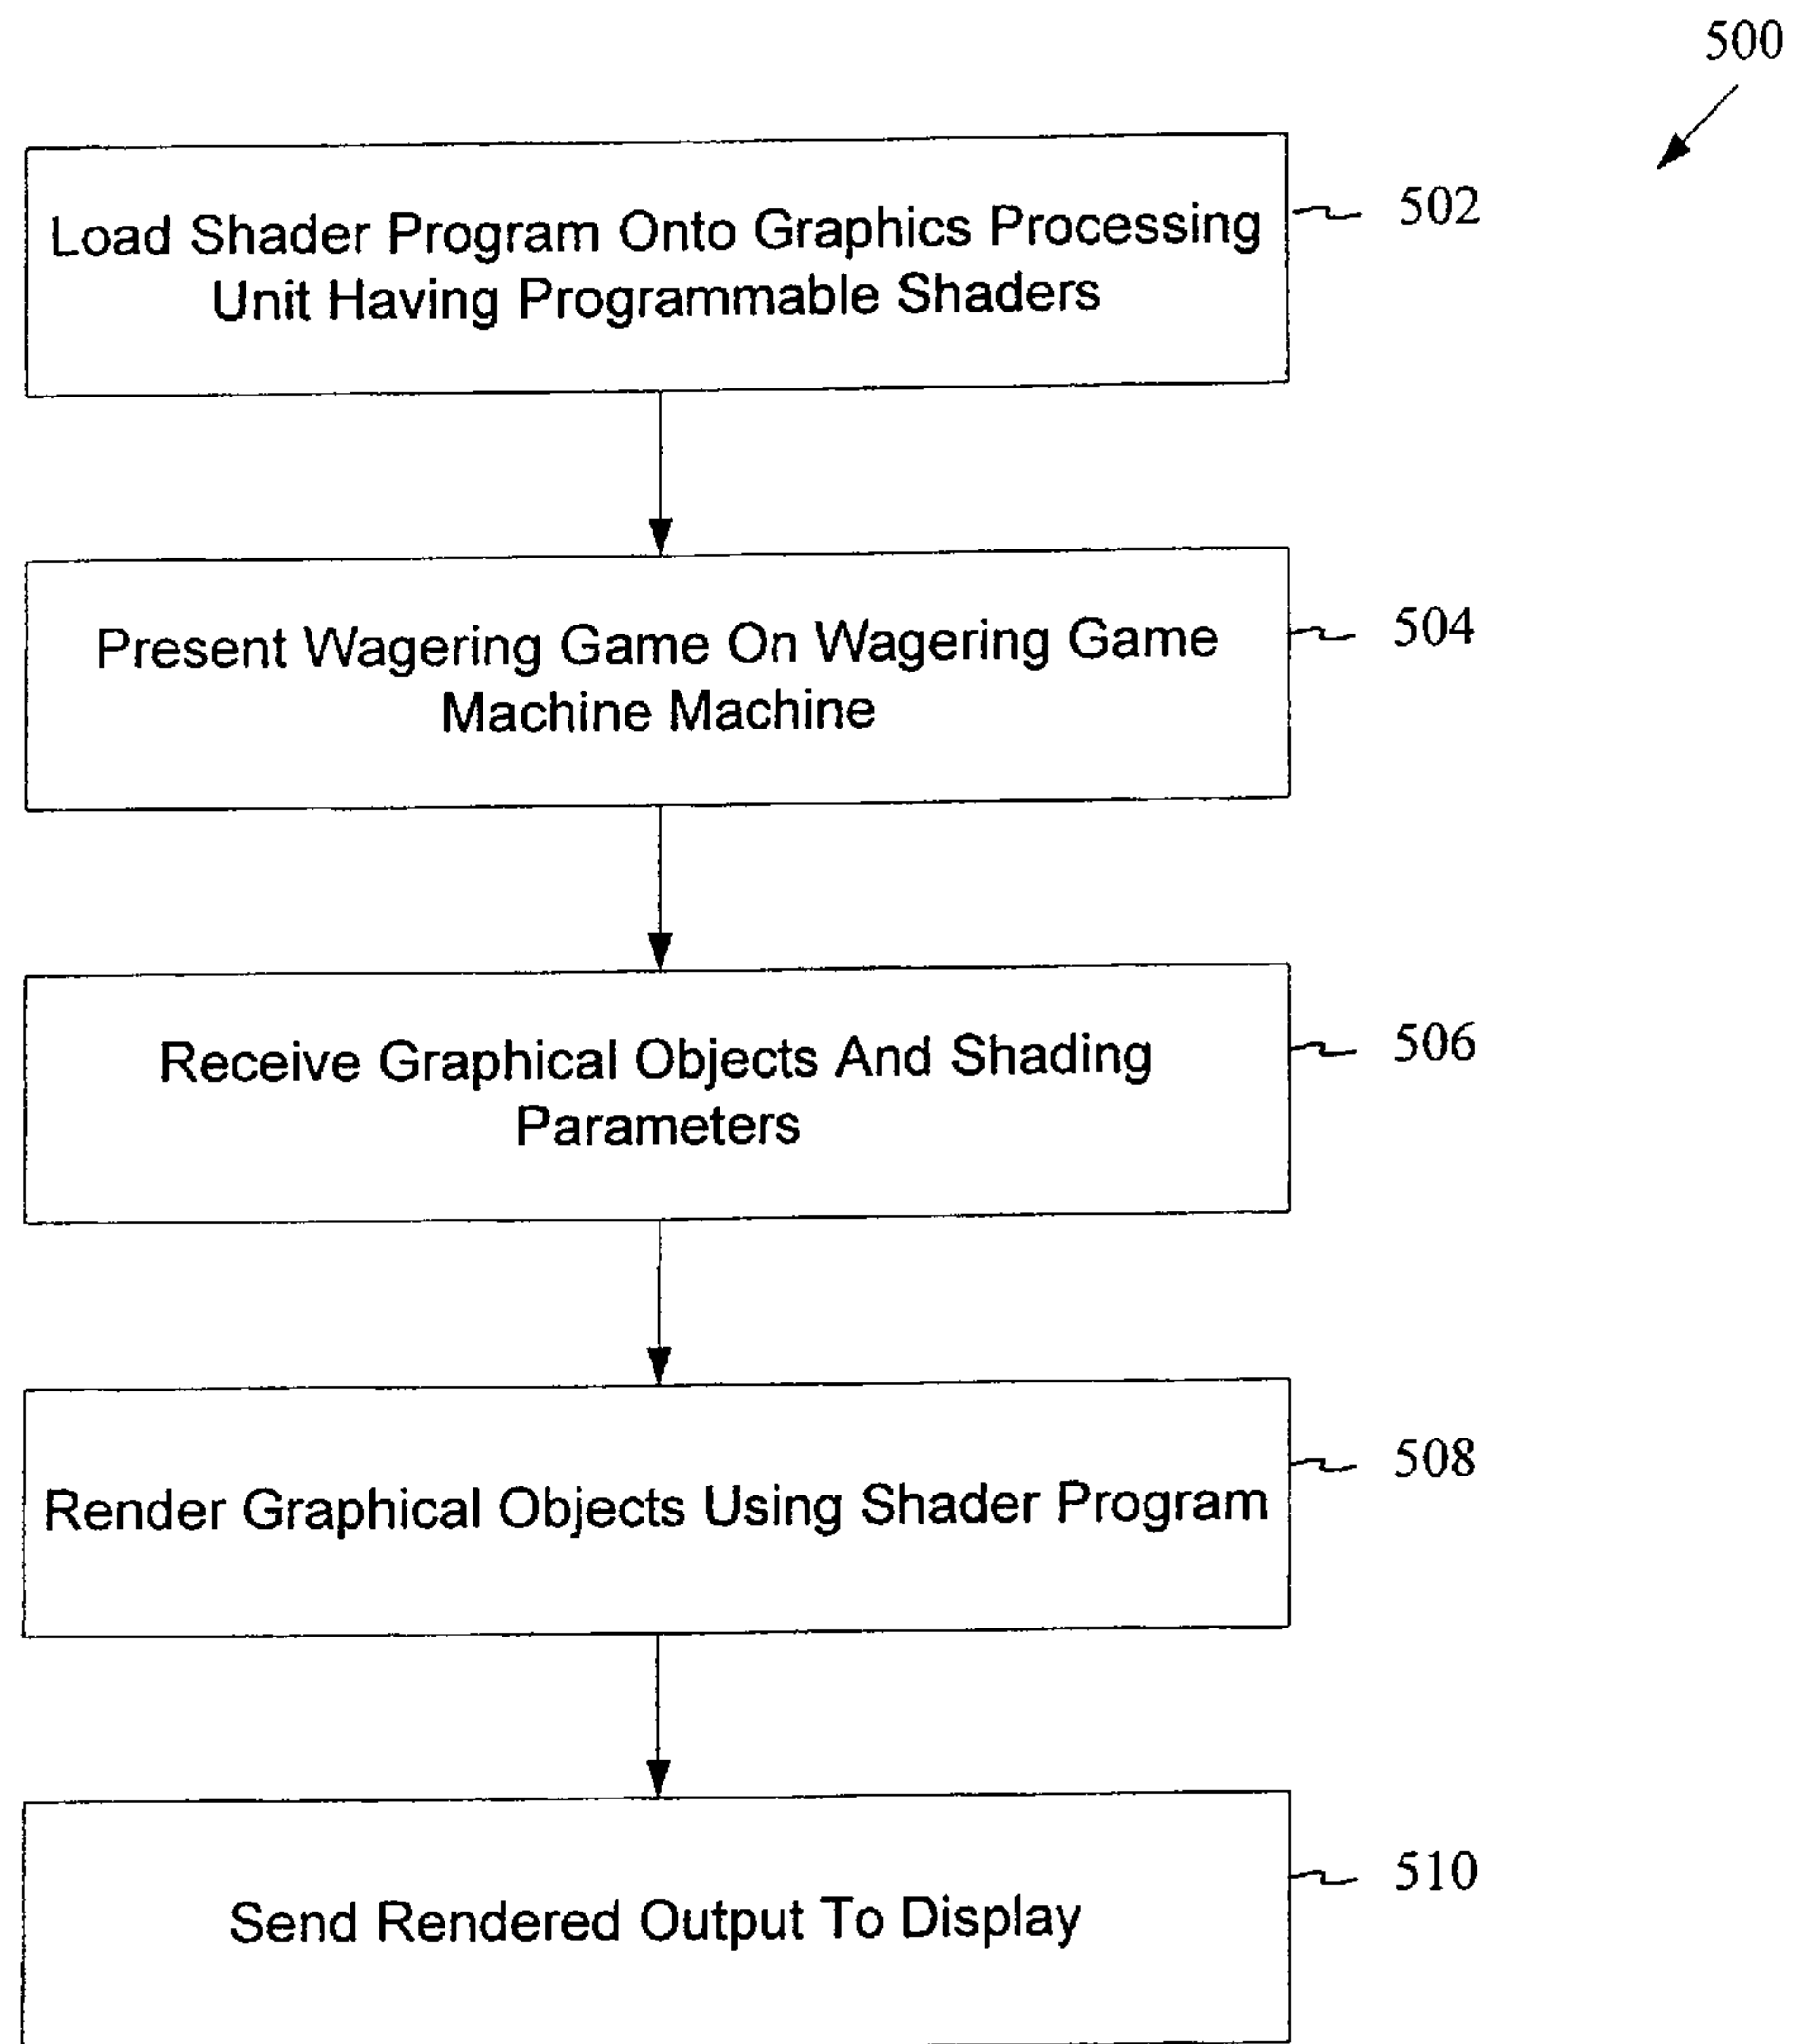 500
Load Shader Program Onto Graphics Processing
Unit Having Programmable Shaders
502
Present Wagering Game On Wagering Game
Machine Machine
504
Receive Graphical Objects And Shading
Parameters
506
Render Graphical Objects Using Shader Program
508
Send Rendered Output To Display
510